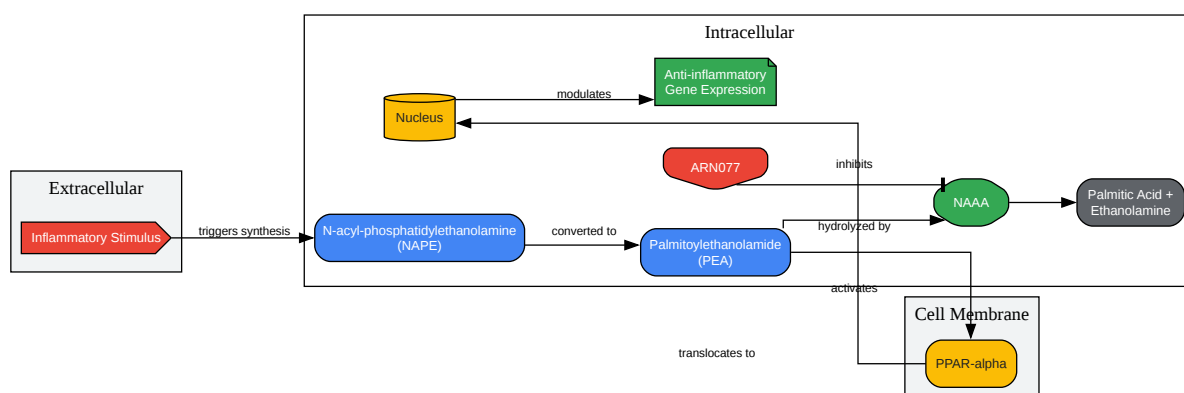 Intracellular
Anti-inflammatory
Gene Expression
modulates
Nucleus
ARN077
inhibits
Extracellular
NAAA
Palmitic Acid +
Ethanolamine
Inflammatory Stimulus
triggers synthesis
N-acyl-phosphatidylethanolamine
(NAPE)
converted to
Palmitoylethanolamide
(PEA)
hydrolyzed by
activates
Cell Membrane
translocates to
PPAR-alpha